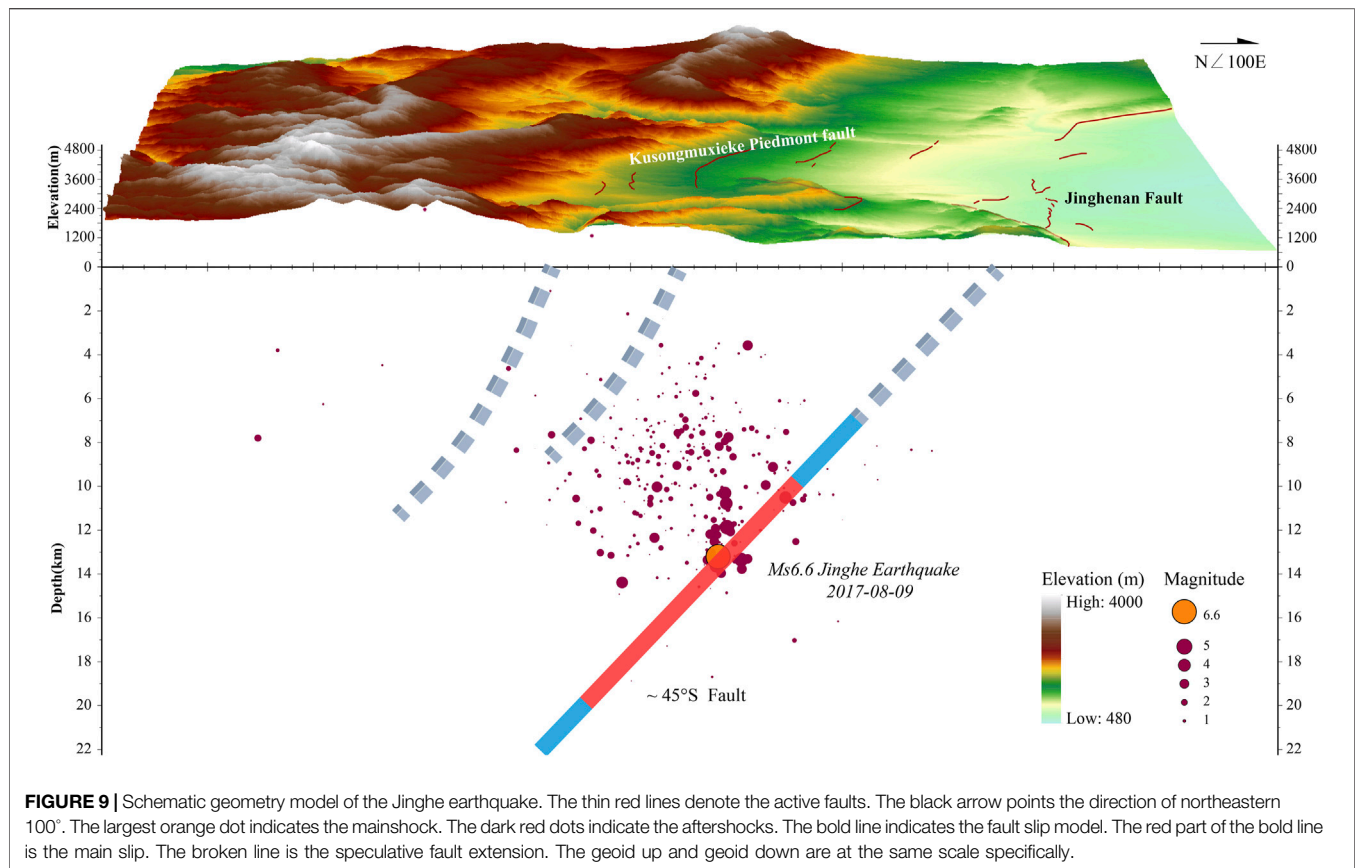 N∠100E
Kusongmuxieke Piedmont fault
Jinghenan Fault
Elevation(m)
4800
3600
2400
1200
0
4800
3600
2400
1200
0
Depth(km)
2
4
6
8
10
12
14
16
18
20
22
2
4
6
8
10
12
14
16
18
20
22
Ms6.6 Jinghe Earthquake
2017-08-09
~ 45°S Fault
Elevation (m)
High: 4000
Low: 480
Magnitude
6.6
5
4
3
2
1
FIGURE 9 | Schematic geometry model of the Jinghe earthquake. The thin red lines denote the active faults. The black arrow points the direction of northeastern
100°. The largest orange dot indicates the mainshock. The dark red dots indicate the aftershocks. The bold line indicates the fault slip model. The red part of the bold line
is the main slip. The broken line is the speculative fault extension. The geoid up and geoid down are at the same scale specifically.